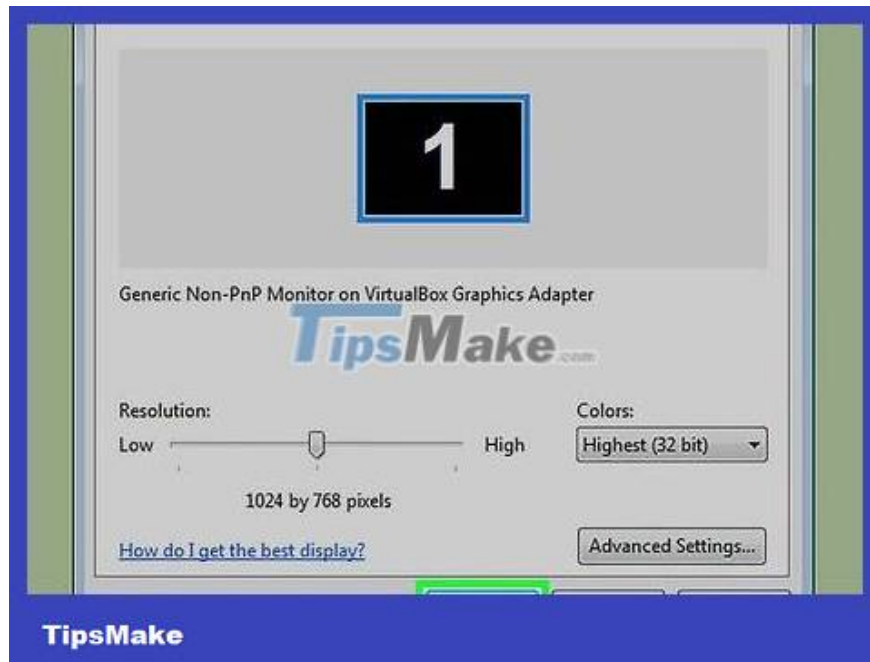 1
Generic Non-PnP Monitor on VirtualBox Graphics Adapter
TipsMake.com
Resolution:
Colors:
Low
High
Highest (32 bit)
1024 by 768 pixels
How do I get the best display?
Advanced Settings...
TipsMake